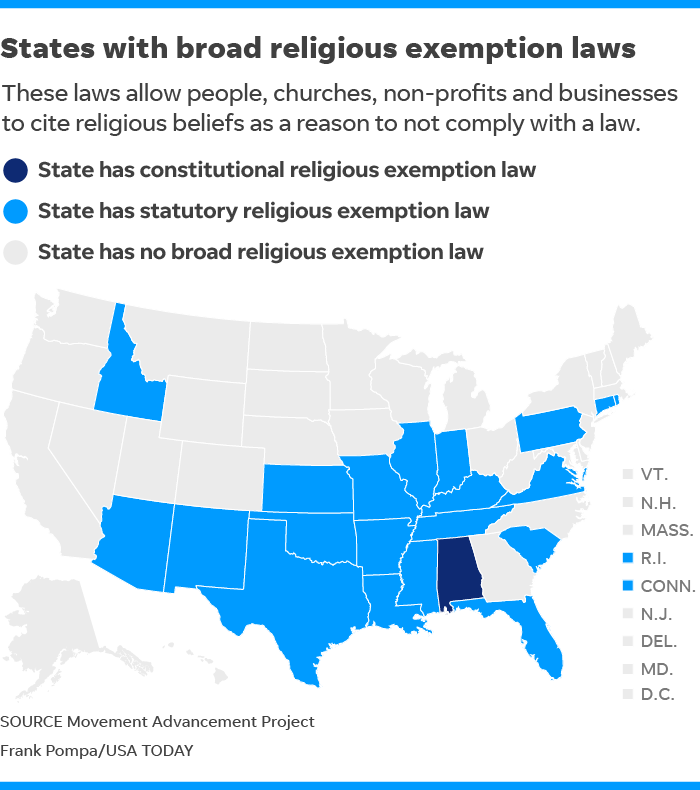 States with broad religious exemption laws
These laws allow people, churches, non-profits and businesses
to cite religious beliefs as a reason to not comply with a law.
State has constitutional religious exemption law
State has statutory religious exemption law
State has no broad religious exemption law
VT.
N.H.
MASS.
R.I.
CONN.
N.J.
DEL.
MD.
D.C.
SOURCE Movement Advancement Project
Frank Pompa/USA TODAY